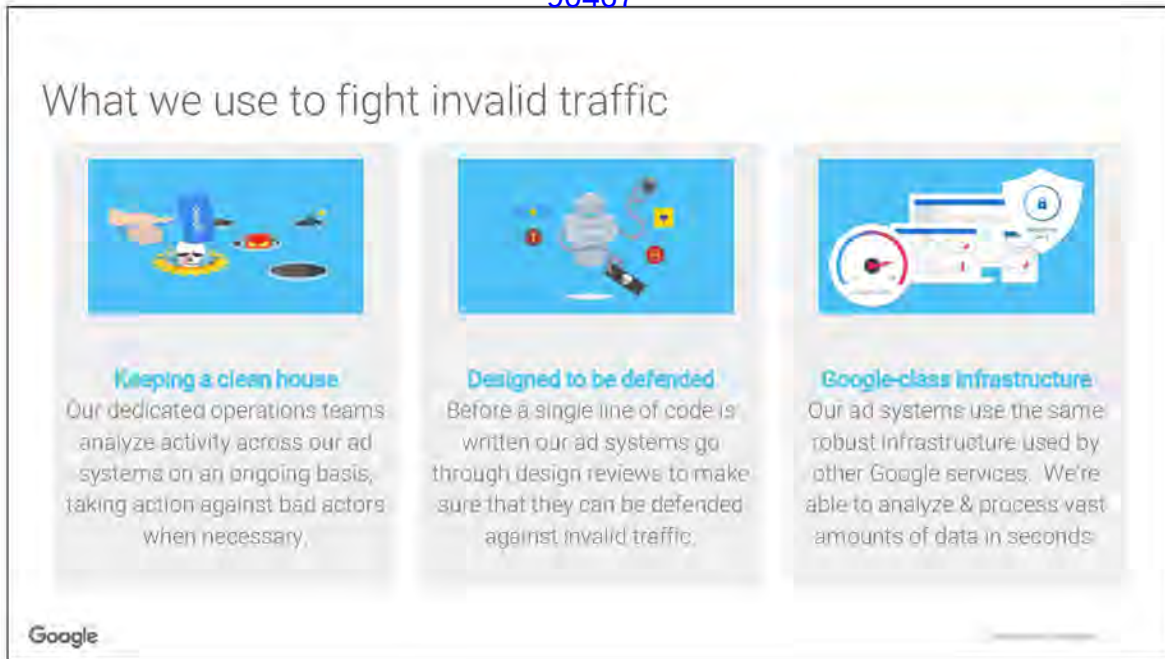 What we use to fight invalid traffic
Keeping a clean house
Our dedicated operations teams
analyze activity across our ad
systems on an ongoing basis,
taking action against bad actors
when necessary.
Designed to be defended
Before a single line of code is
written our ad systems go
through design reviews to make
sure that they can be defended
against invalid traffic.
Google-class infrastructure
Our ad systems use the same
robust infrastructure used by
other Google services. We're
able to analyze & process vast
amounts of data in seconds.
Google